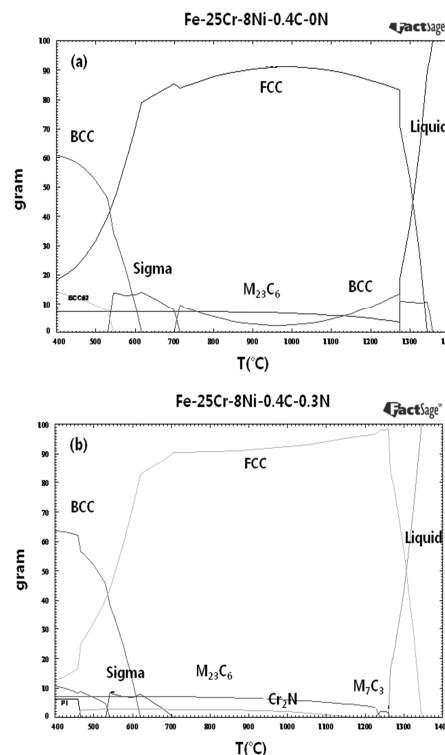 Fe-25Cr-8Ni-0.4C-0N
FactSage
(a)
100
90
80
70
60
50
40
30
20
10
0
gram
BCC
FCC
Liquid
Sigma
M23C6
BCC
BCC#2
400 500 600 700 800 900 1000 1100 1200 1300
T(°C)
Fe-25Cr-8Ni-0.4C-0.3N
FactSage™
(b)
100
90
80
70
60
50
40
30
20
10
0
gram
BCC
FCC
Liquid
Sigma
M23C6
Cr2N
M7C3
400 500 600 700 800 900 1000 1100 1200 1300 1400
T(°C)